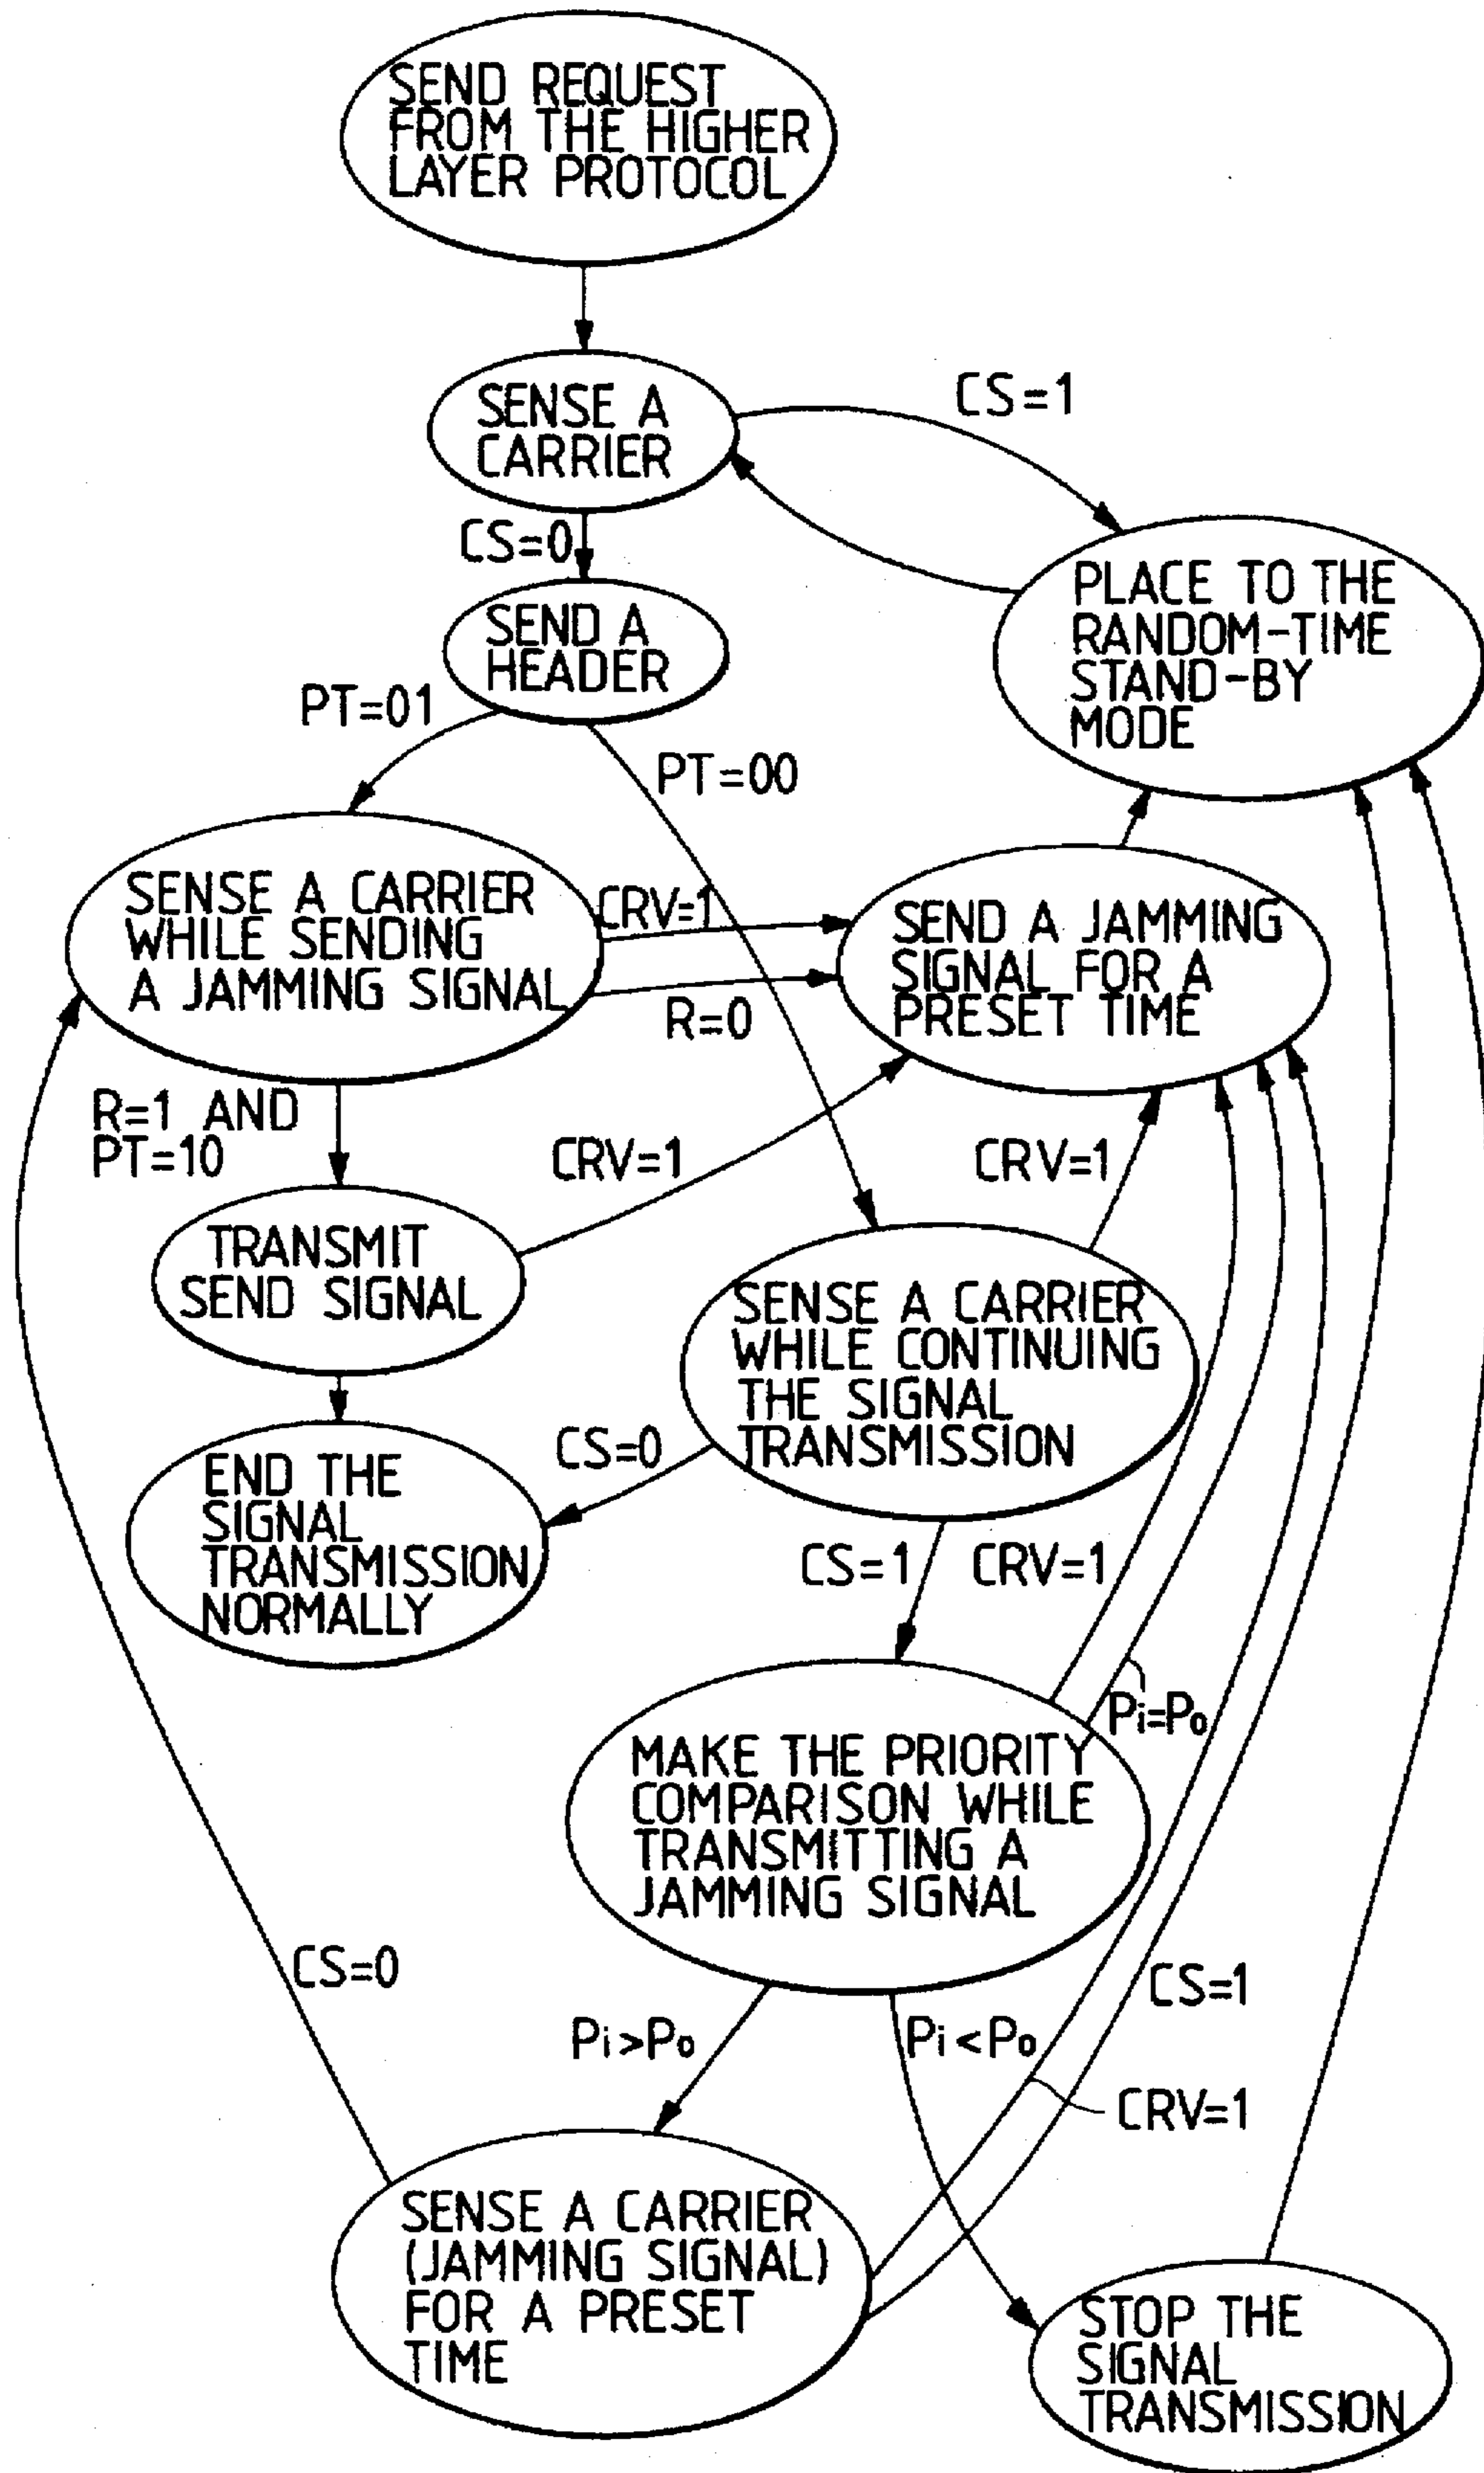 SEND REQUEST
FROM THE HIGHER
LAYER PROTOCOL
SENSE A
CARRIER
CS=1
CS=0
SEND A
HEADER
PLACE TO THE
RANDOM-TIME
STAND-BY
MODE
PT=01
PT=00
SENSE A CARRIER
WHILE SENDING
A JAMMING SIGNAL
CRV=1
R=0
SEND A JAMMING
SIGNAL FOR A
PRESET TIME
R=1 AND
PT=10
CRV=1
CRV=1
TRANSMIT
SEND SIGNAL
SENSE A CARRIER
WHILE CONTINUING
THE SIGNAL
TRANSMISSION
CS=0
END THE
SIGNAL
TRANSMISSION
NORMALLY
CS=1
CRV=1
Pi=Po
MAKE THE PRIORITY
COMPARISON WHILE
TRANSMITTING A
JAMMING SIGNAL
CS=0
CS=1
Pi>Po
Pi<Po
CRV=1
SENSE A CARRIER
(JAMMING SIGNAL)
FOR A PRESET
TIME
STOP THE
SIGNAL
TRANSMISSION